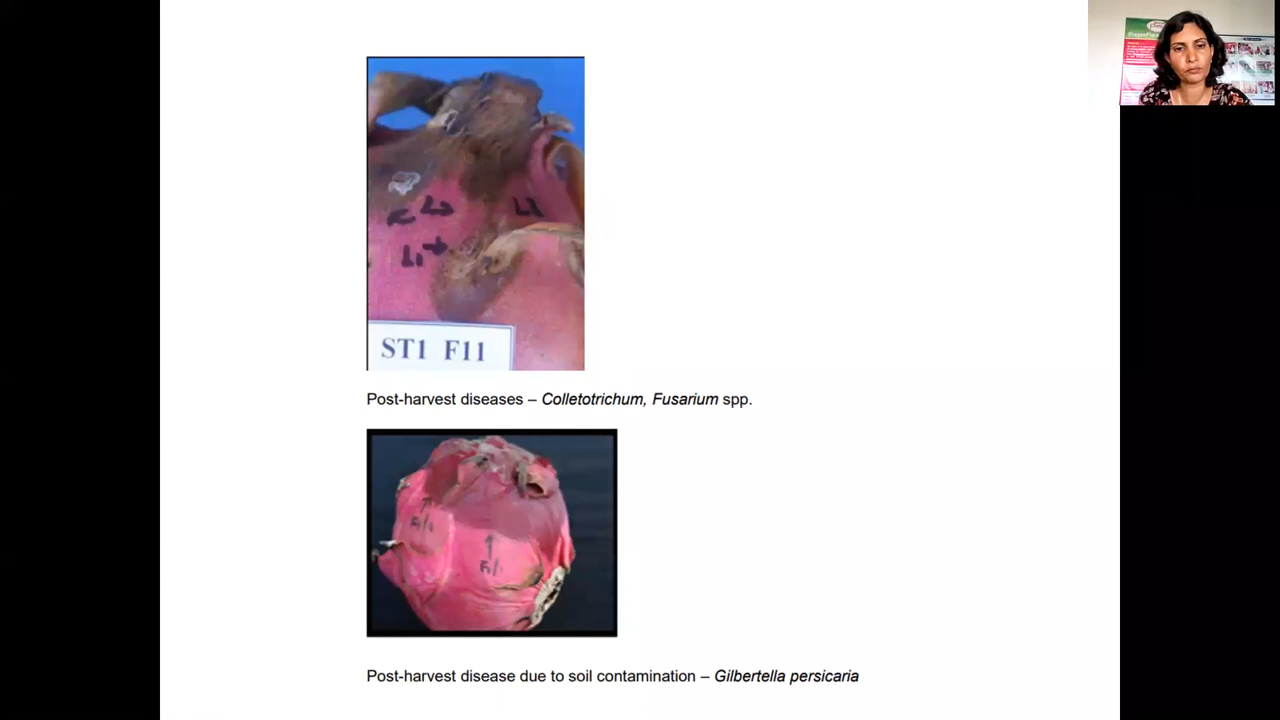 ST1 F11
Post-harvest diseases – Colletotrichum, Fusarium spp.
Post-harvest disease due to soil contamination – Gilbertella persicaria